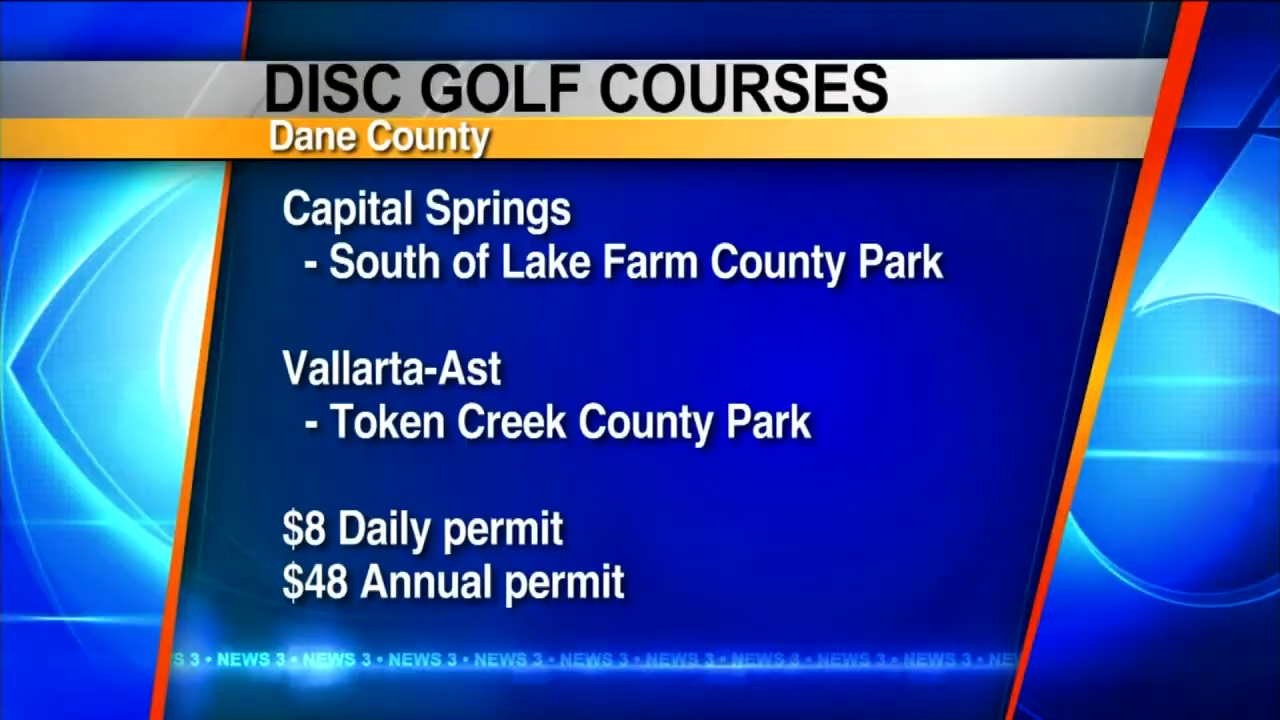 DISC GOLF COURSES
Dane County
Capital Springs
- South of Lake Farm County Park
Vallarta-Ast
- Token Creek County Park
$8 Daily permit
$48 Annual permit
S 3 • NEWS 3 • NEWS 3 • NEWS 3 • NEWS 3 • NEWS 3 • NEWS 3 • NEWS 3 • NEWS 3 • NEWS 3 • NE